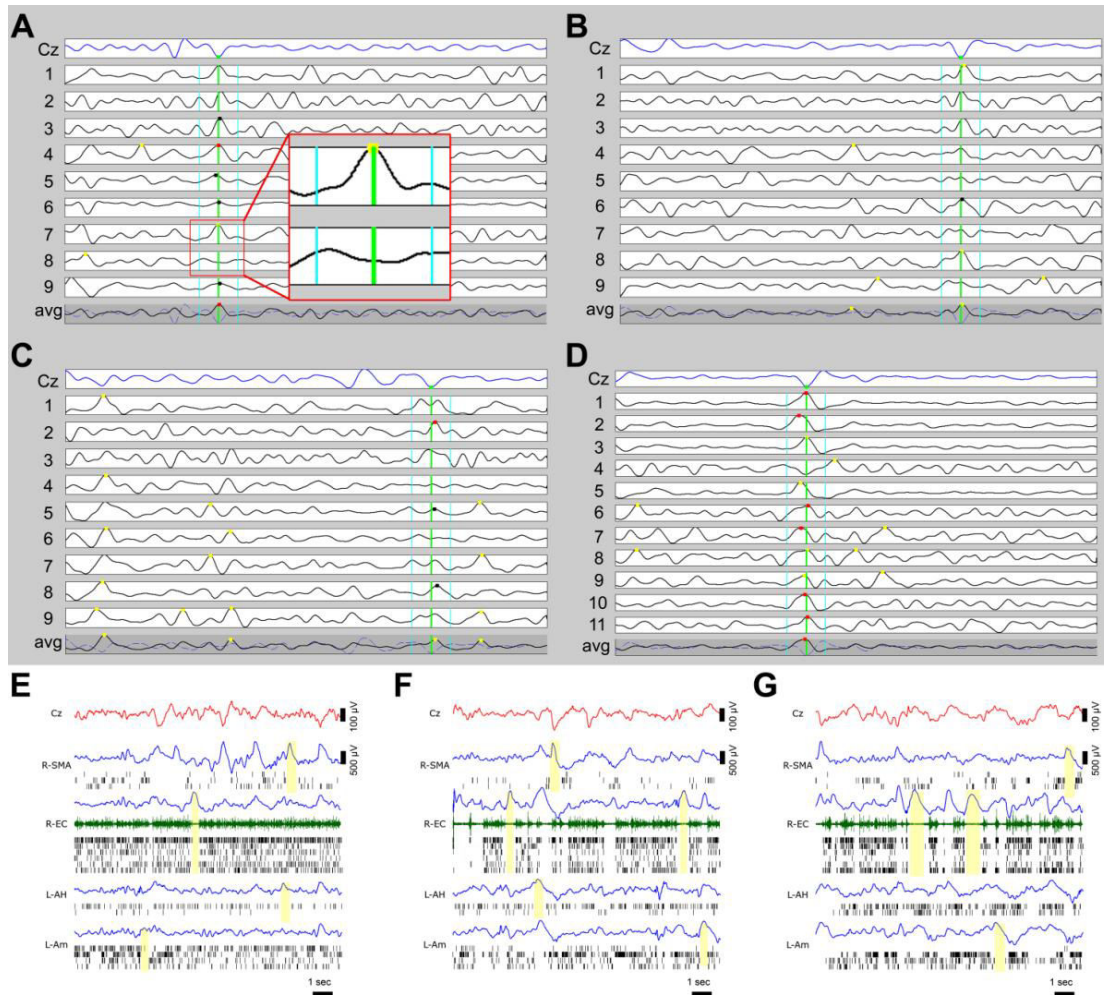 A
Cz
1
2
3
4
5
6
7
8
9
avg
B
Cz
1
2
3
4
5
6
7
8
9
avg
C
Cz
1
2
3
4
5
6
7
8
9
avg
D
Cz
1
2
3
4
5
6
7
8
9
10
11
avg
E
Cz
100 µV
R-SMA
500 µV
R-EC
L-AH
L-Am
1 sec
F
Cz
100 µV
R-SMA
500 µV
R-EC
L-AH
L-Am
1 sec
G
Cz
100 µV
R-SMA
500 µV
R-EC
L-AH
L-Am
1 sec